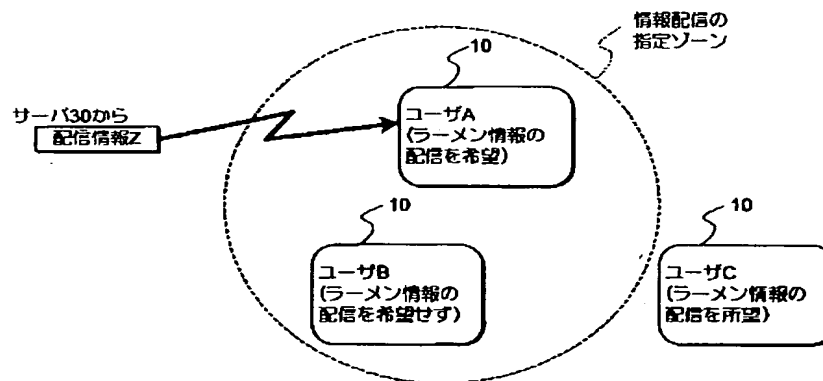 情報配信の
指定ゾーン
10
サーバ30から
配信情報Z
ユーザA
(ラーメン情報の
配信を希望)
10
ユーザB
(ラーメン情報の
配信を希望せず)
10
ユーザC
(ラーメン情報の
配信を所望)